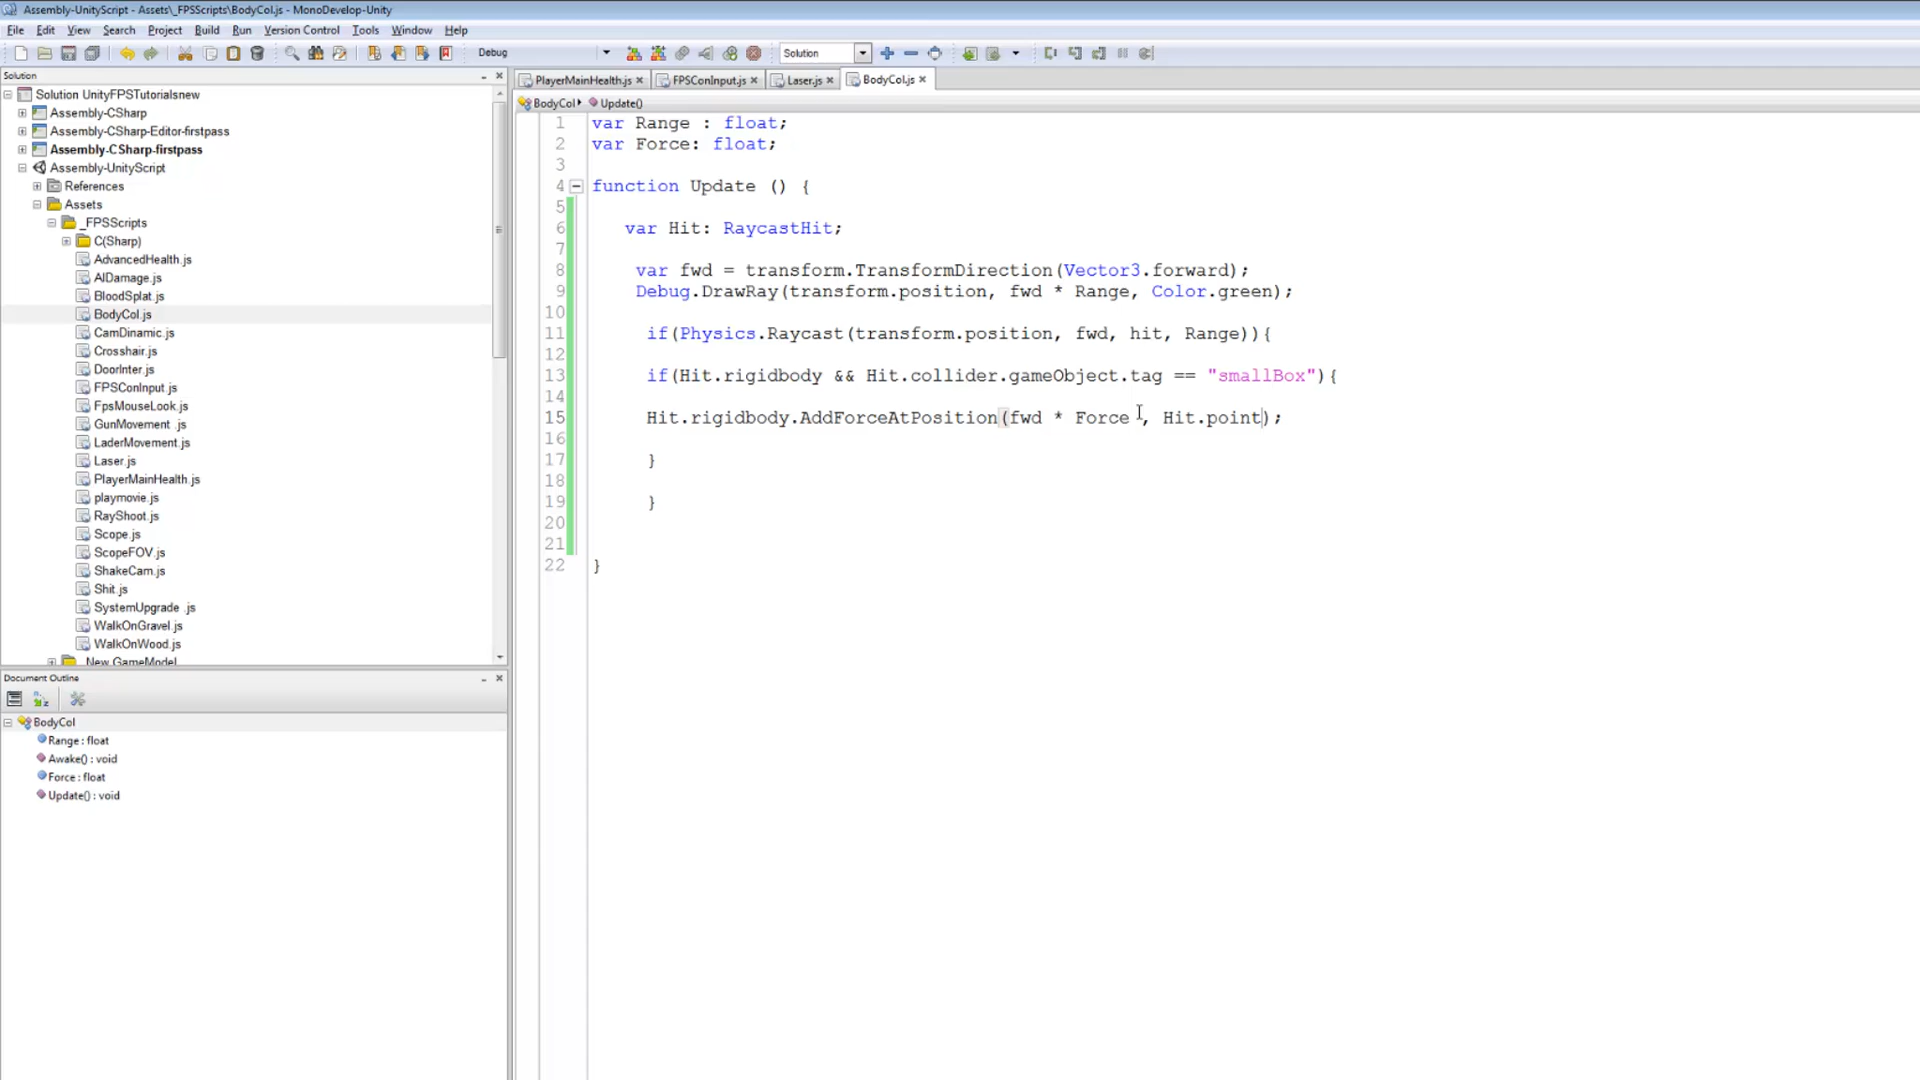 Assembly-UnityScript - Assets\_FPSScripts\BodyCol.js - MonoDevelop-Unity
File Edit View Search Project Build Run Version Control Tools Window Help
Debug Solution
Solution
PlayerMainHealth.js FPSConInput.js Laser.js BodyCol.js
BodyCol Update()
Solution UnityFPSTutorialsnew
Assembly-CSharp
Assembly-CSharp-Editor-firstpass
Assembly-CSharp-firstpass
Assembly-UnityScript
References
Assets
_FPSScripts
C(Sharp)
AdvancedHealth.js
AIDamage.js
BloodSplat.js
BodyCol.js
CamDinamic.js
Crosshair.js
DoorInter.js
FPSConInput.js
FpsMouseLook.js
GunMovement .js
LaderMovement.js
Laser.js
PlayerMainHealth.js
playmovie.js
RayShoot.js
Scope.js
ScopeFOV.js
ShakeCam.js
Shit.js
SystemUpgrade .js
WalkOnGravel.js
WalkOnWood.js
New GameModel
Document Outline
BodyCol
Range : float
Awake() : void
Force : float
Update() : void
1 var Range : float;
2 var Force: float;
3
4 function Update () {
5
6 var Hit: RaycastHit;
7
8 var fwd = transform.TransformDirection(Vector3.forward);
9 Debug.DrawRay(transform.position, fwd * Range, Color.green);
10
11 if(Physics.Raycast(transform.position, fwd, hit, Range)){
12
13 if(Hit.rigidbody && Hit.collider.gameObject.tag == "smallBox"){
14
15 Hit.rigidbody.AddForceAtPosition(fwd * Force , Hit.point);
16
17 }
18
19 }
20
21
22 }